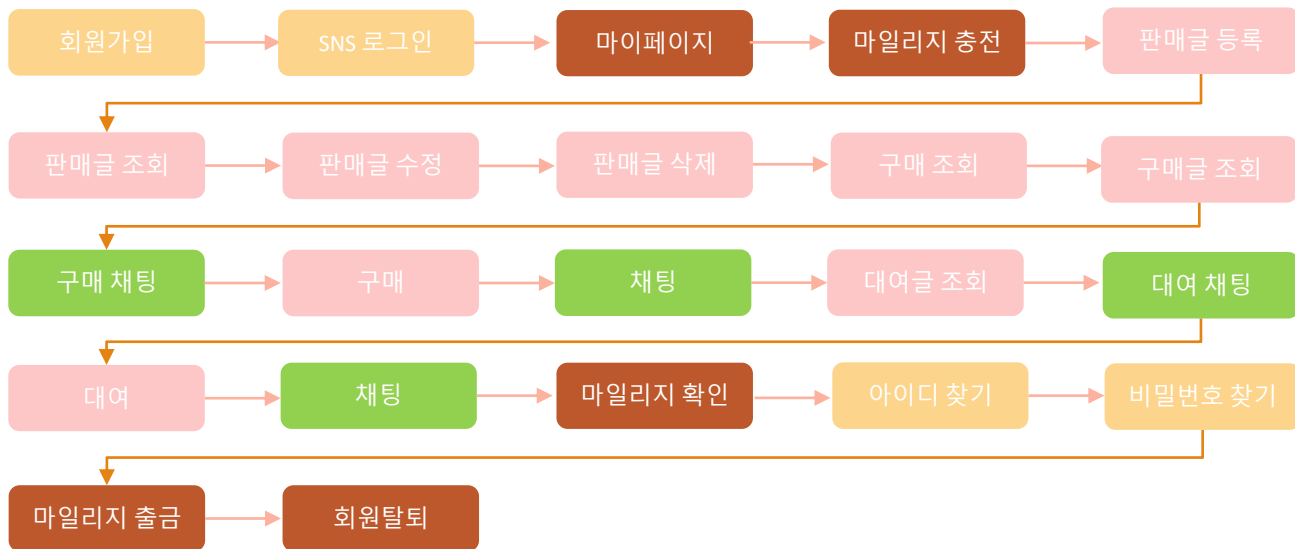 회원가입
SNS 로그인
마이페이지
마일리지 충전
판매글 등록
판매글 조회
판매글 수정
판매글 삭제
구매 조회
구매글 조회
구매 채팅
구매
채팅
대여글 조회
대여 채팅
대여
채팅
마일리지 확인
아이디 찾기
비밀번호 찾기
마일리지 출금
회원탈퇴